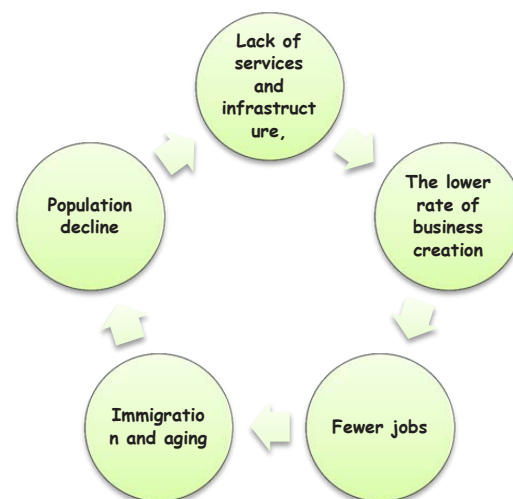 Lack of
services
and
infrastruct
ure,
The lower
rate of
business
creation
Fewer jobs
Immigratio
n and aging
Population
decline